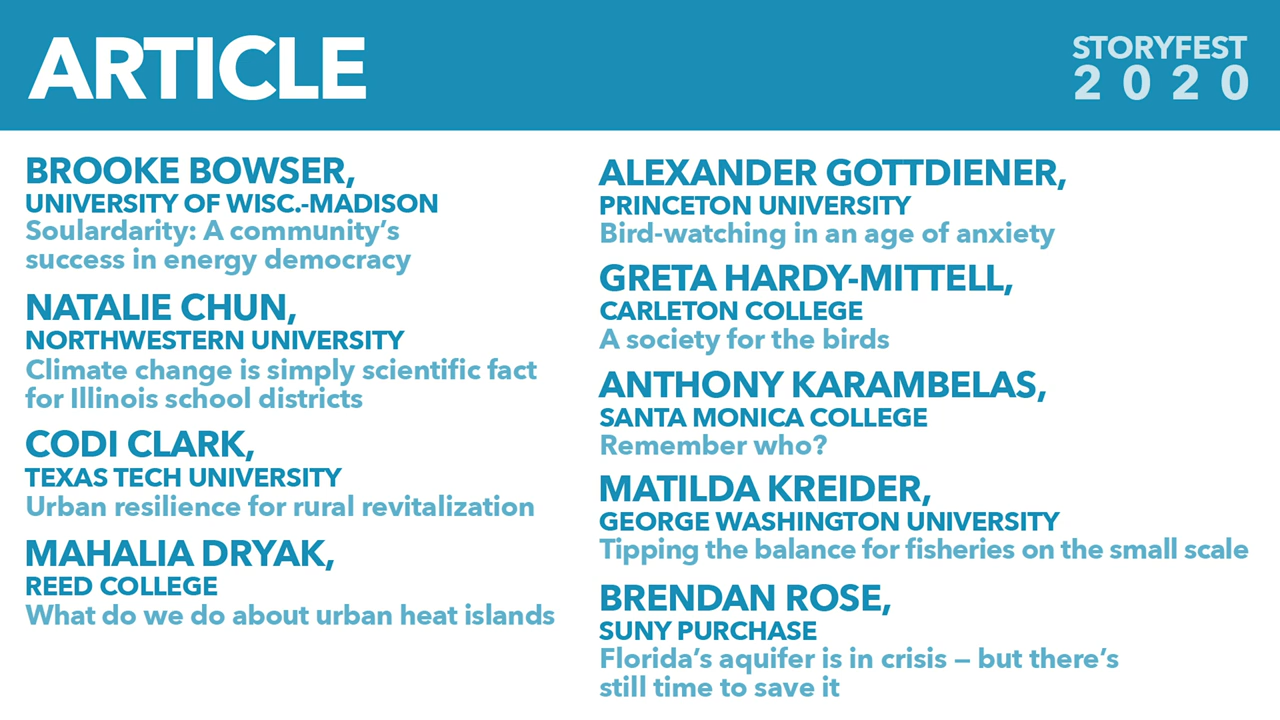 ARTICLE
STORYFEST
2020
BROOKE BOWSER,
UNIVERSITY OF WISC.-MADISON
Soulardarity: A community’s
success in energy democracy
NATALIE CHUN,
NORTHWESTERN UNIVERSITY
Climate change is simply scientific fact
for Illinois school districts
CODI CLARK,
TEXAS TECH UNIVERSITY
Urban resilience for rural revitalization
MAHALIA DRYAK,
REED COLLEGE
What do we do about urban heat islands
ALEXANDER GOTTDIENER,
PRINCETON UNIVERSITY
Bird-watching in an age of anxiety
GRETA HARDY-MITTELL,
CARLETON COLLEGE
A society for the birds
ANTHONY KARAMBELAS,
SANTA MONICA COLLEGE
Remember who?
MATILDA KREIDER,
GEORGE WASHINGTON UNIVERSITY
Tipping the balance for fisheries on the small scale
BRENDAN ROSE,
SUNY PURCHASE
Florida’s aquifer is in crisis – but there’s
still time to save it